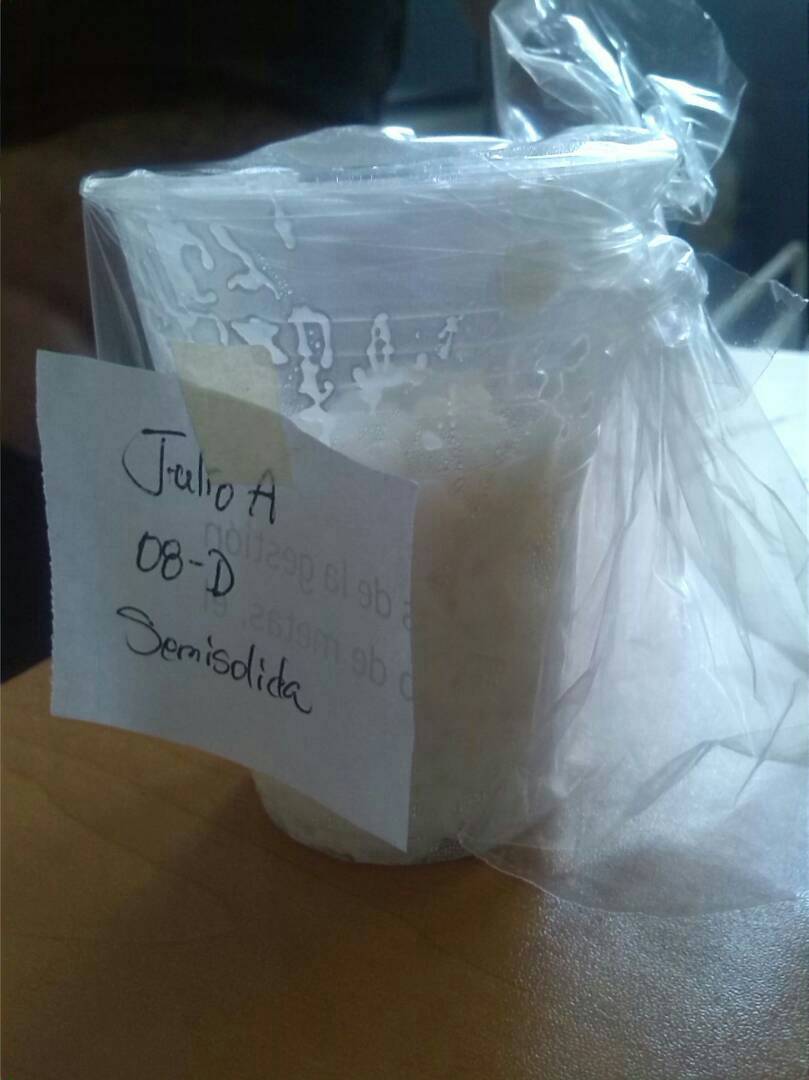 Julio A
08-D
Semisolida
s de la gestión
o de metas, el